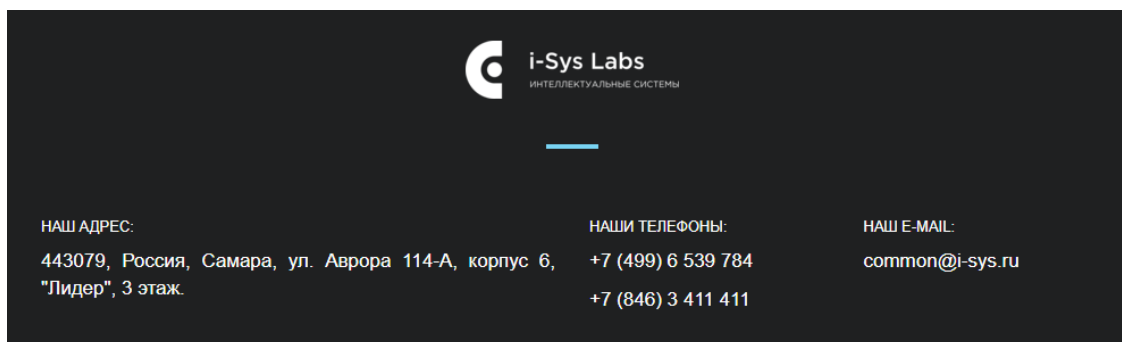 i-Sys Labs
ИНТЕЛЛЕКТУАЛЬНЫЕ СИСТЕМЫ
НАШ АДРЕС:
443079, Россия, Самара, ул. Аврора 114-А, корпус 6,
"Лидер", 3 этаж.
НАШИ ТЕЛЕФОНЫ:
+7 (499) 6 539 784
+7 (846) 3 411 411
НАШ E-MAIL:
common@i-sys.ru